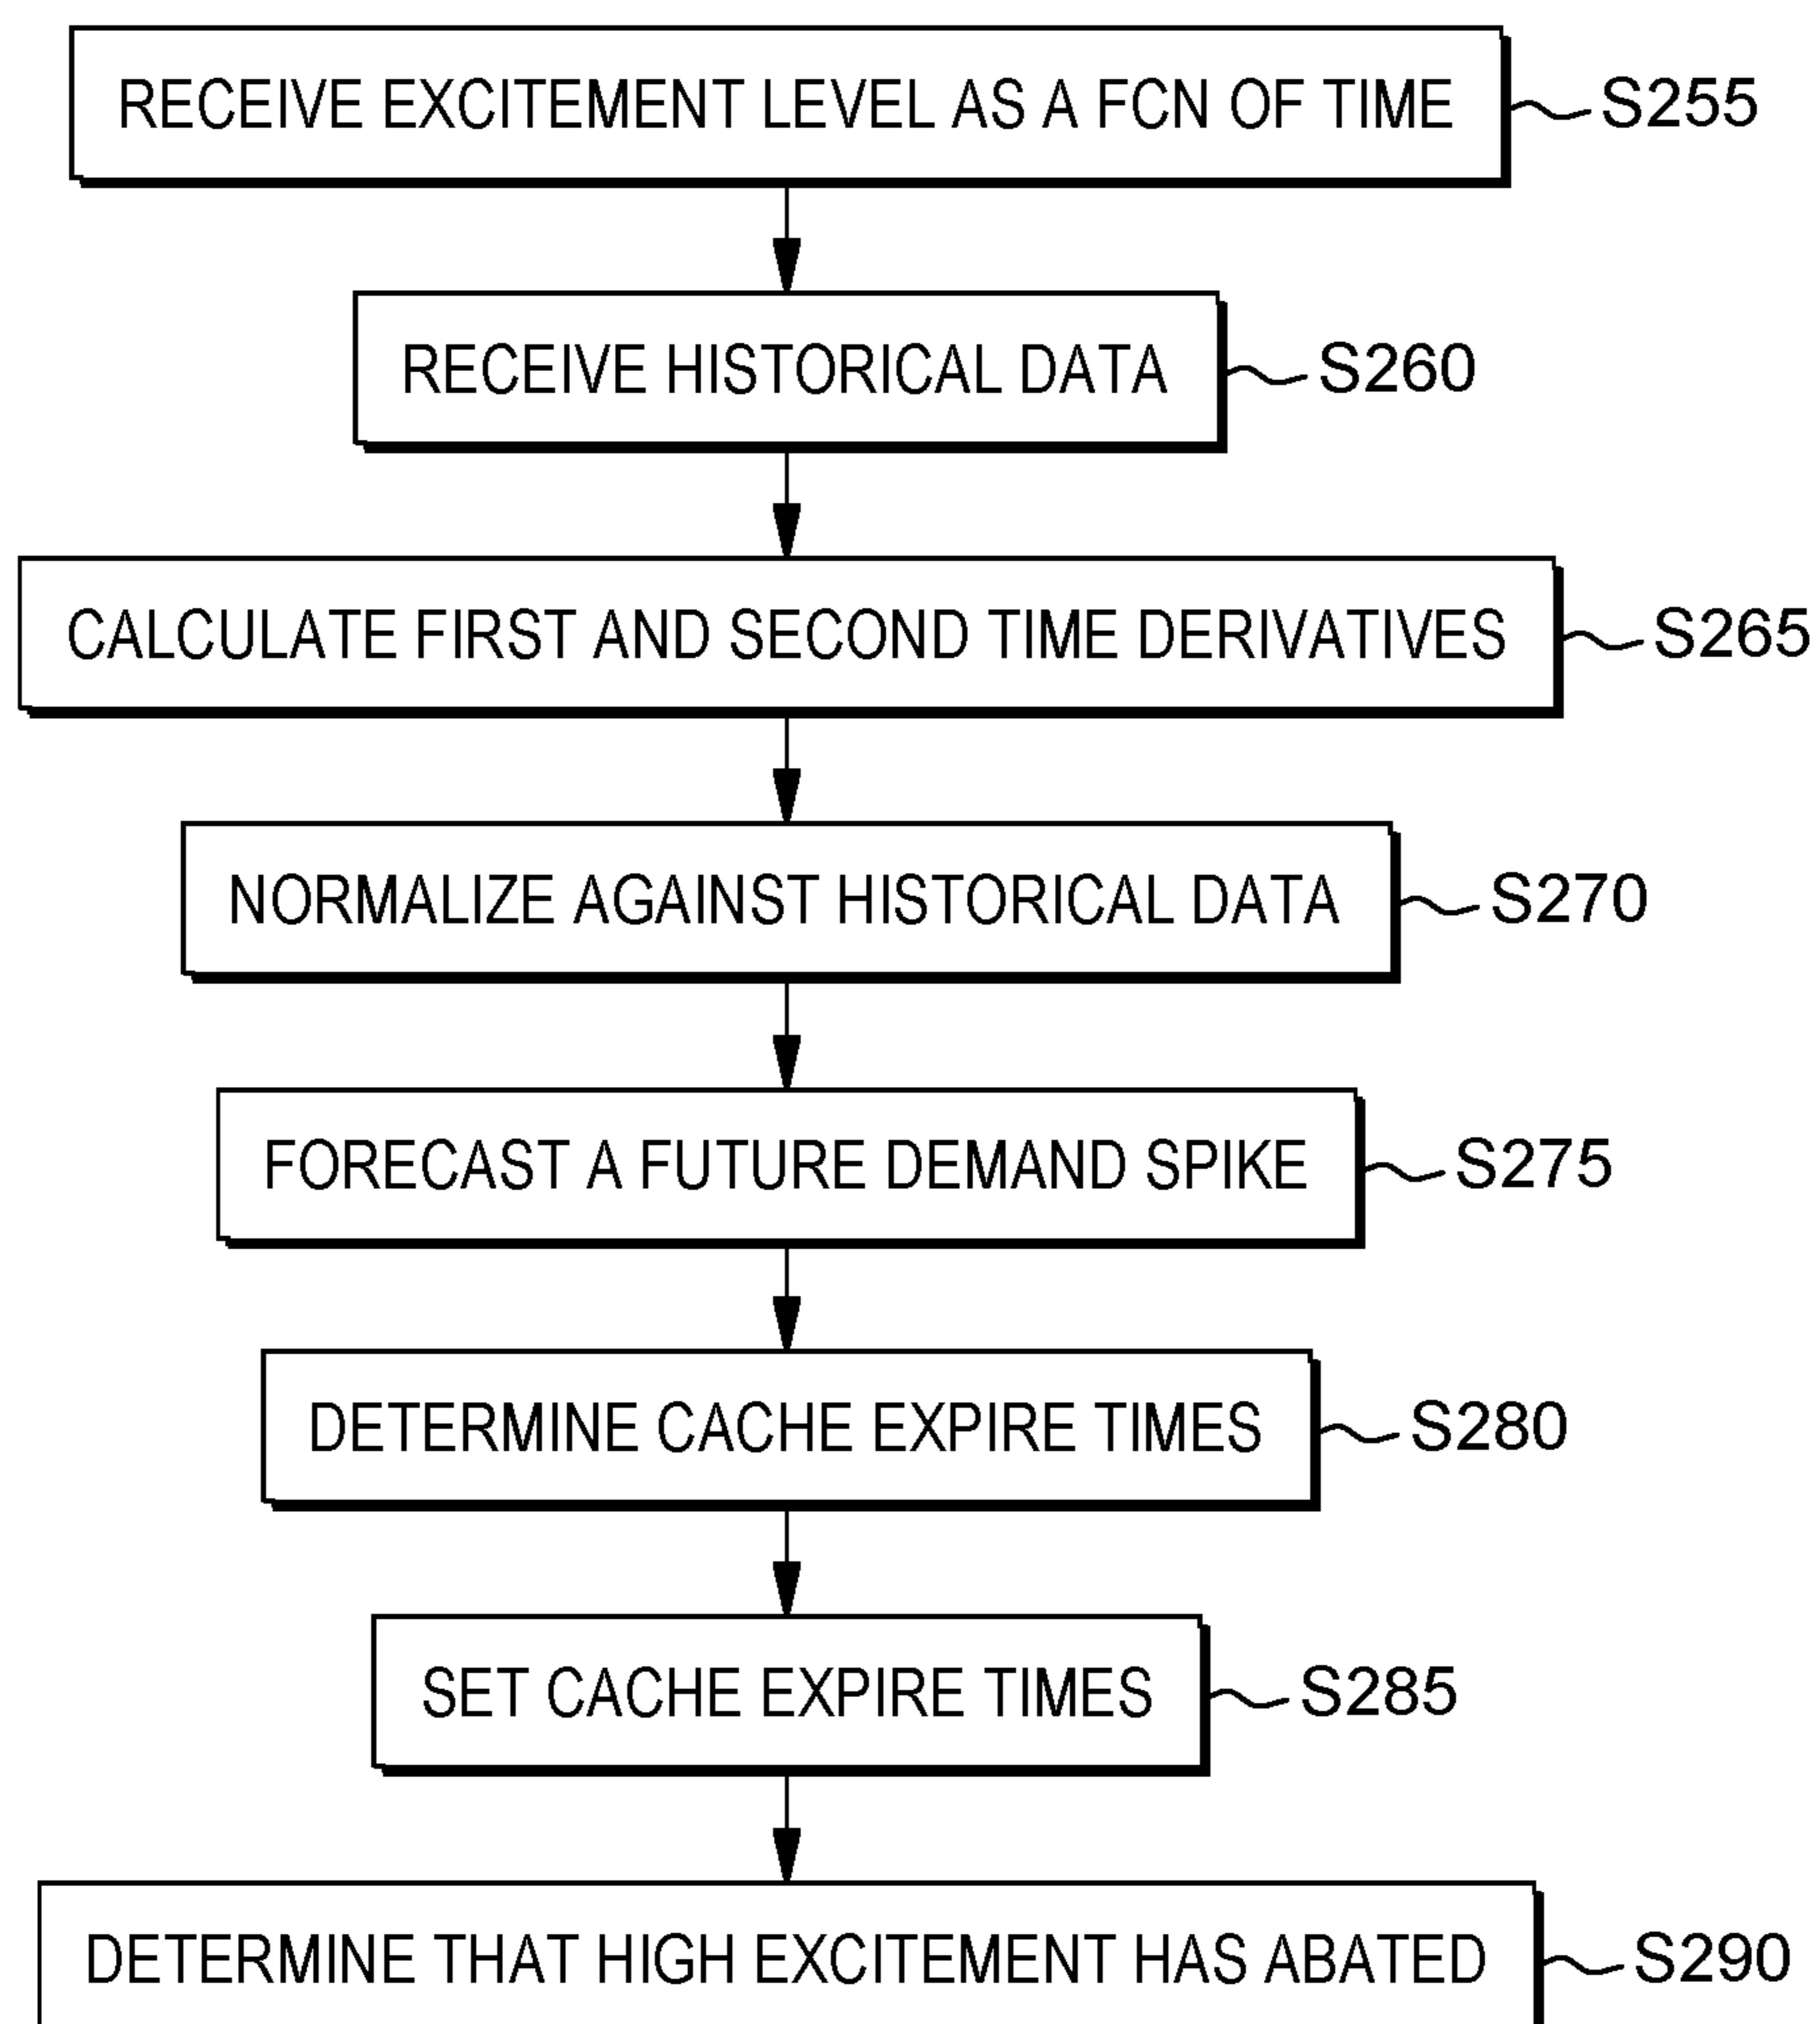 RECEIVE EXCITEMENT LEVEL AS A FCN OF TIME S255
RECEIVE HISTORICAL DATA S260
CALCULATE FIRST AND SECOND TIME DERIVATIVES S265
NORMALIZE AGAINST HISTORICAL DATA S270
FORECAST A FUTURE DEMAND SPIKE S275
DETERMINE CACHE EXPIRE TIMES S280
SET CACHE EXPIRE TIMES S285
DETERMINE THAT HIGH EXCITEMENT HAS ABATED S290